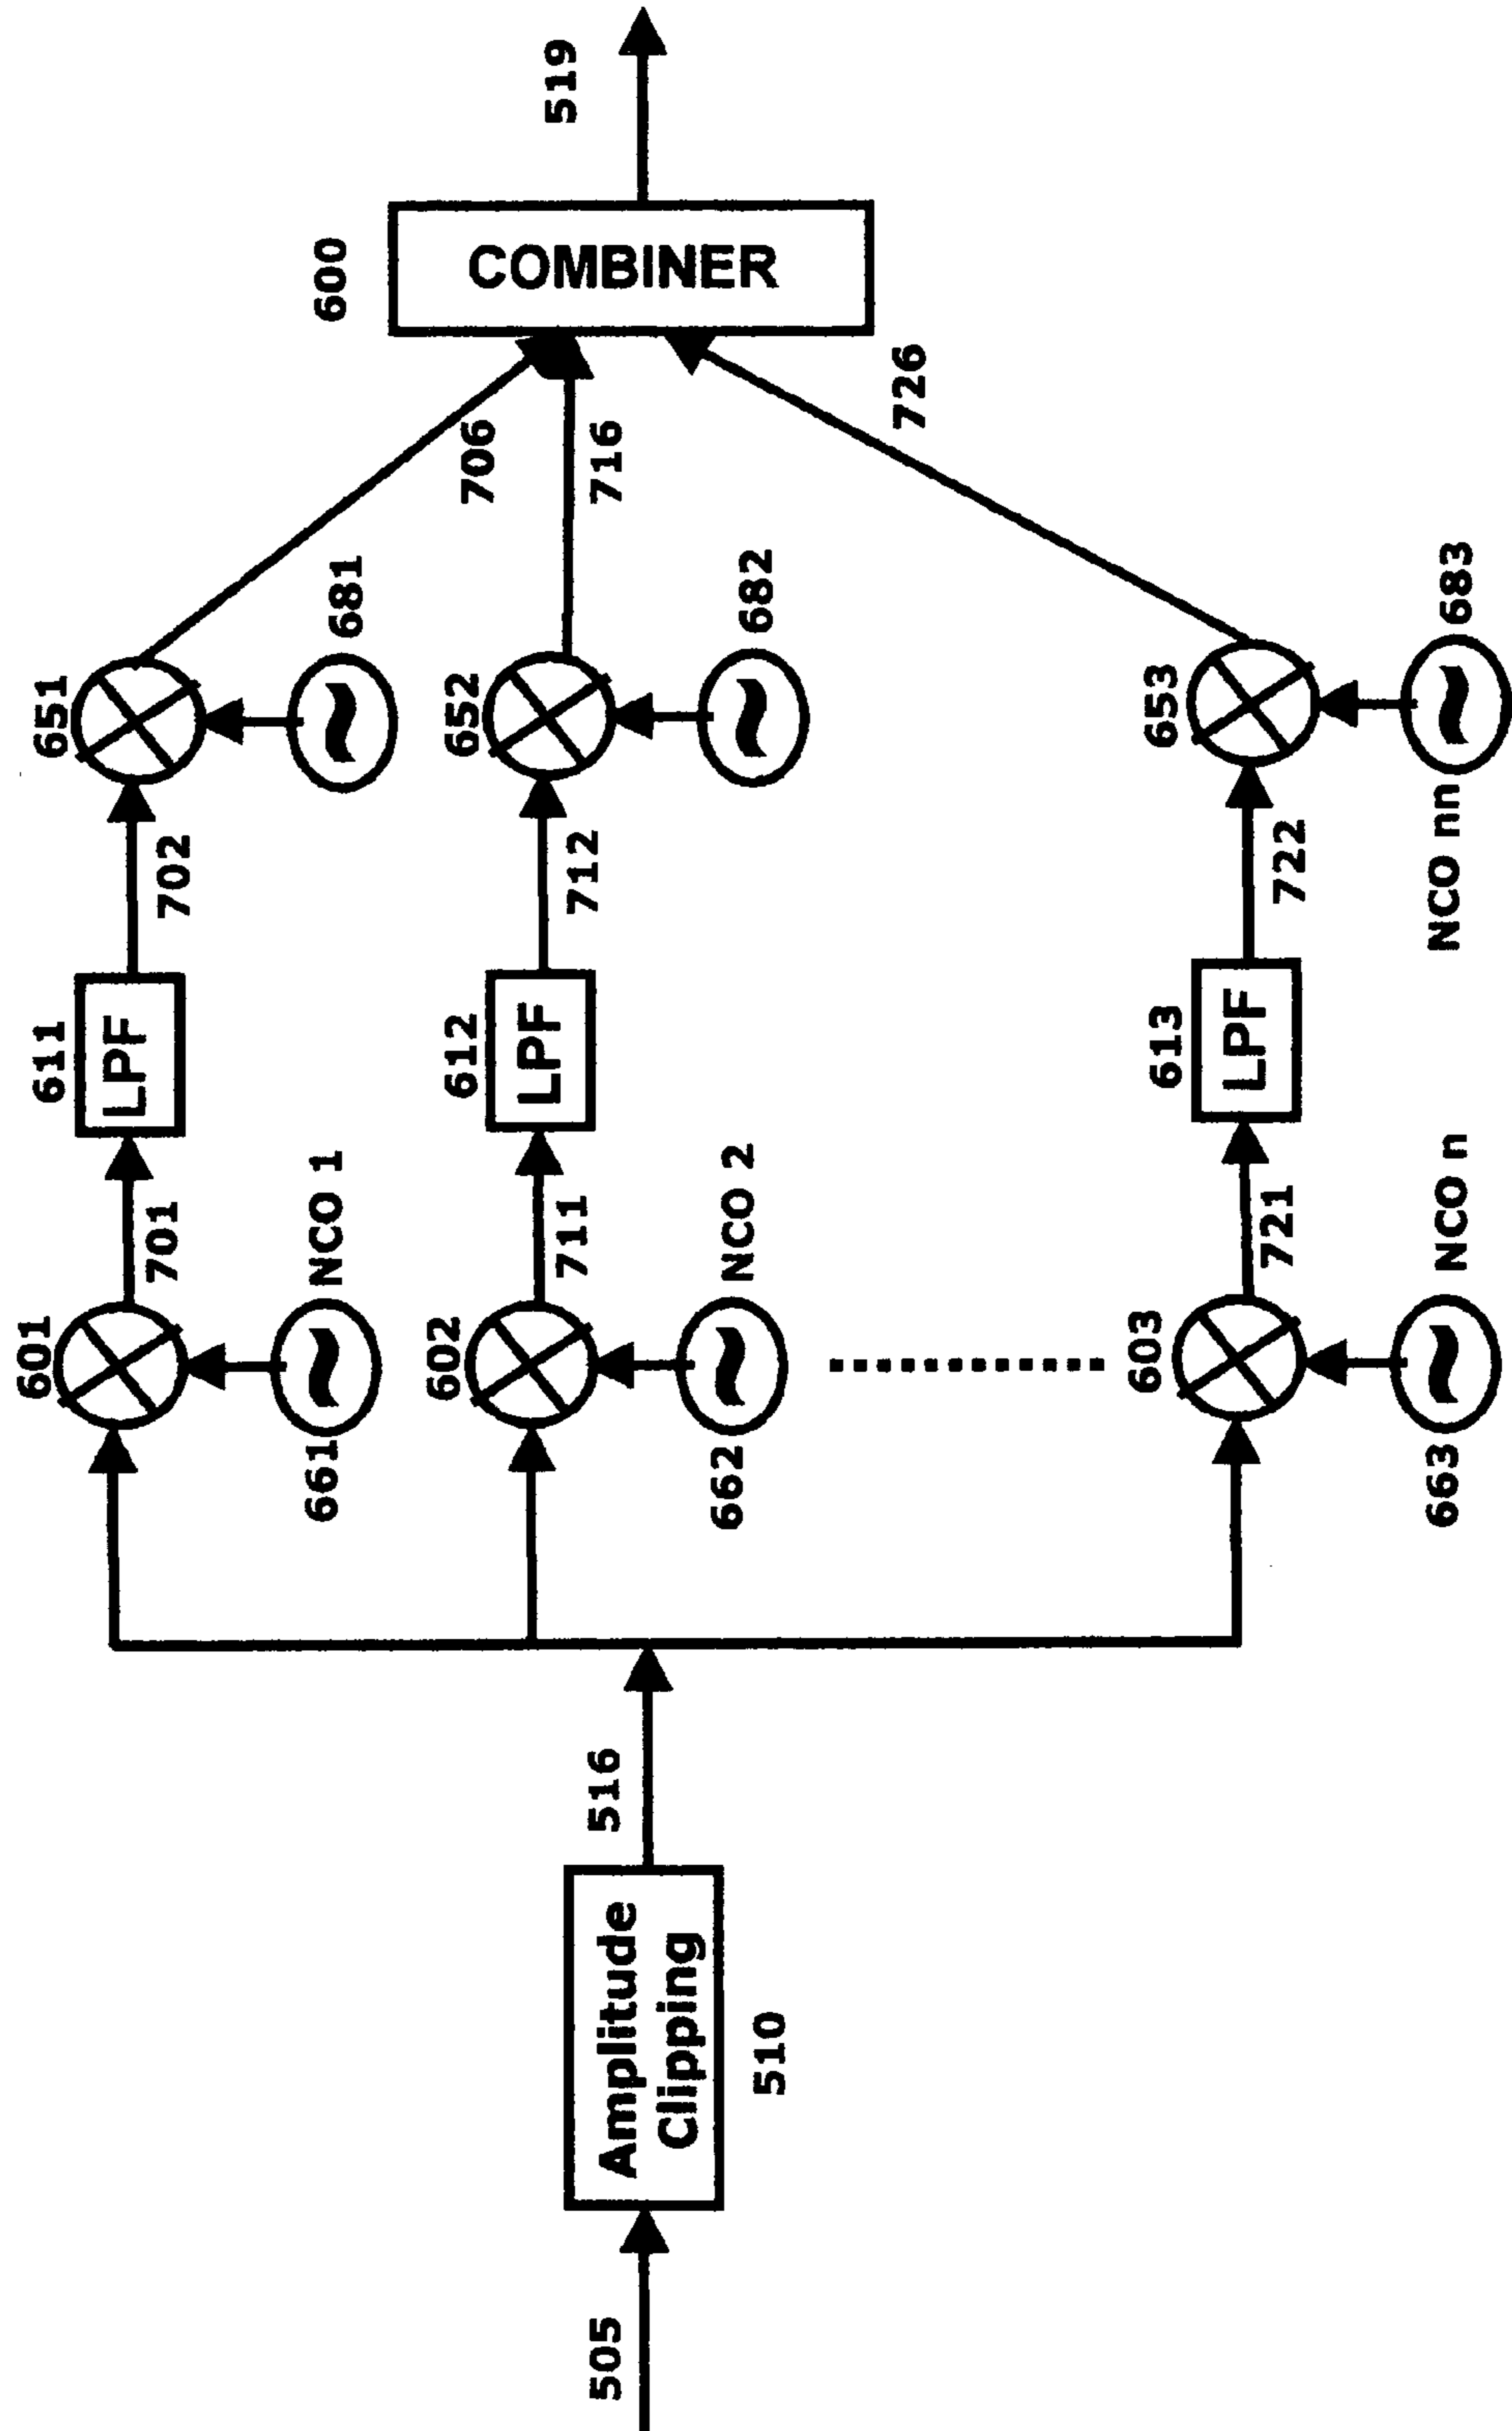 505
Amplitude
Clipping
510
516
601
661
NCO 1
701
611
LPF
702
651
681
706
602
662
NCO 2
711
612
LPF
712
652
682
716
603
663
NCO n
721
613
LPF
722
653
NCO nn
683
726
600
COMBINER
519